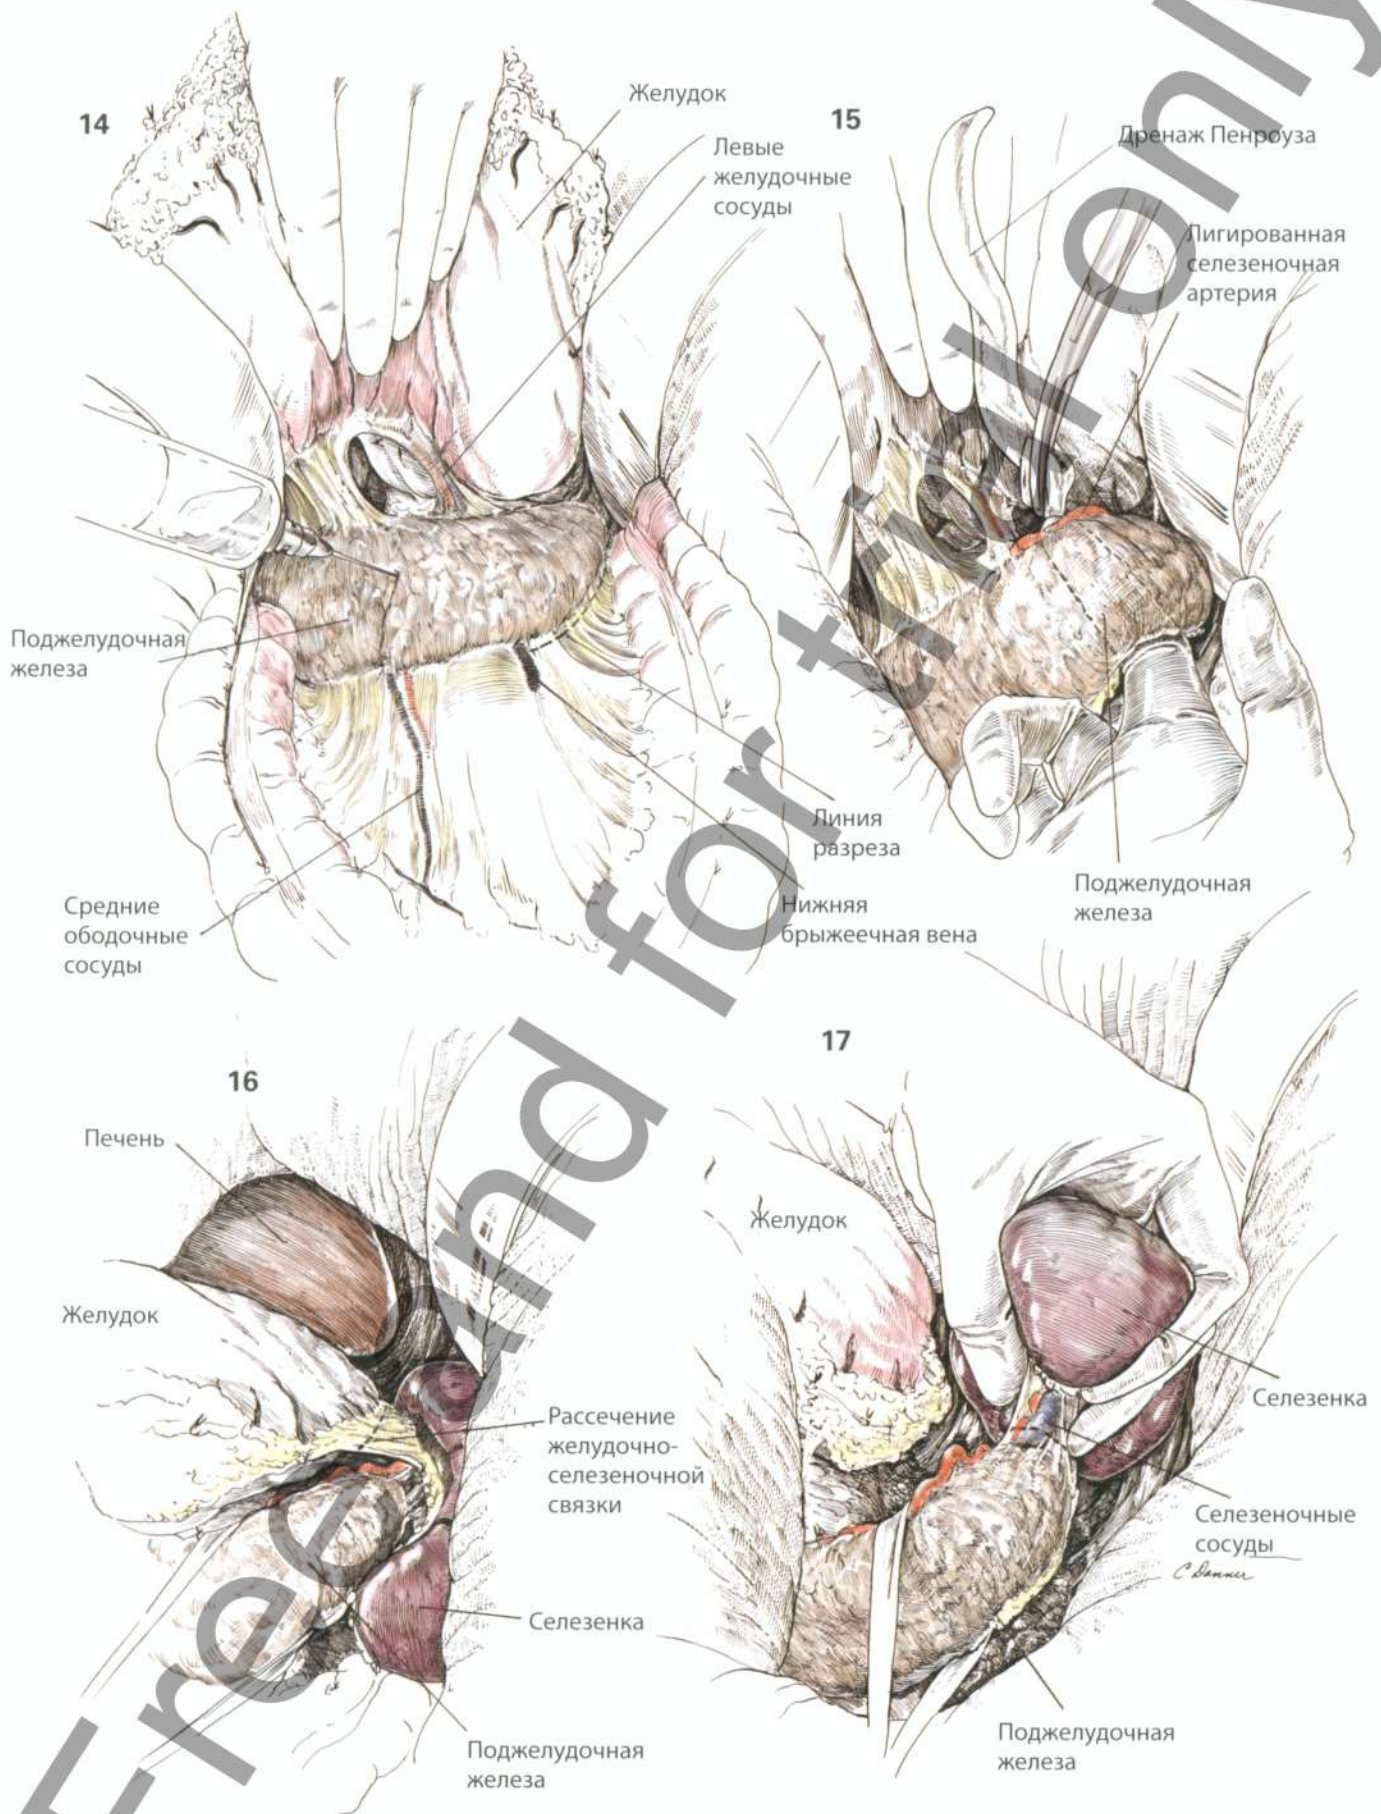 14
Желудок
Левые
желудочные
сосуды
Поджелудочная
железа
Средние
ободочные
сосуды
Линия
разреза
Нижняя
брыжеечная вена
15
Дренаж Пенроуза
Лигированная
селезеночная
артерия
Поджелудочная
железа
16
Печень
Желудок
Рассечение
желудочно-
селезеночной
связки
Селезенка
Поджелудочная
железа
17
Желудок
Селезенка
Селезеночные
сосуды
C Donner
Поджелудочная
железа
Free and for trial only